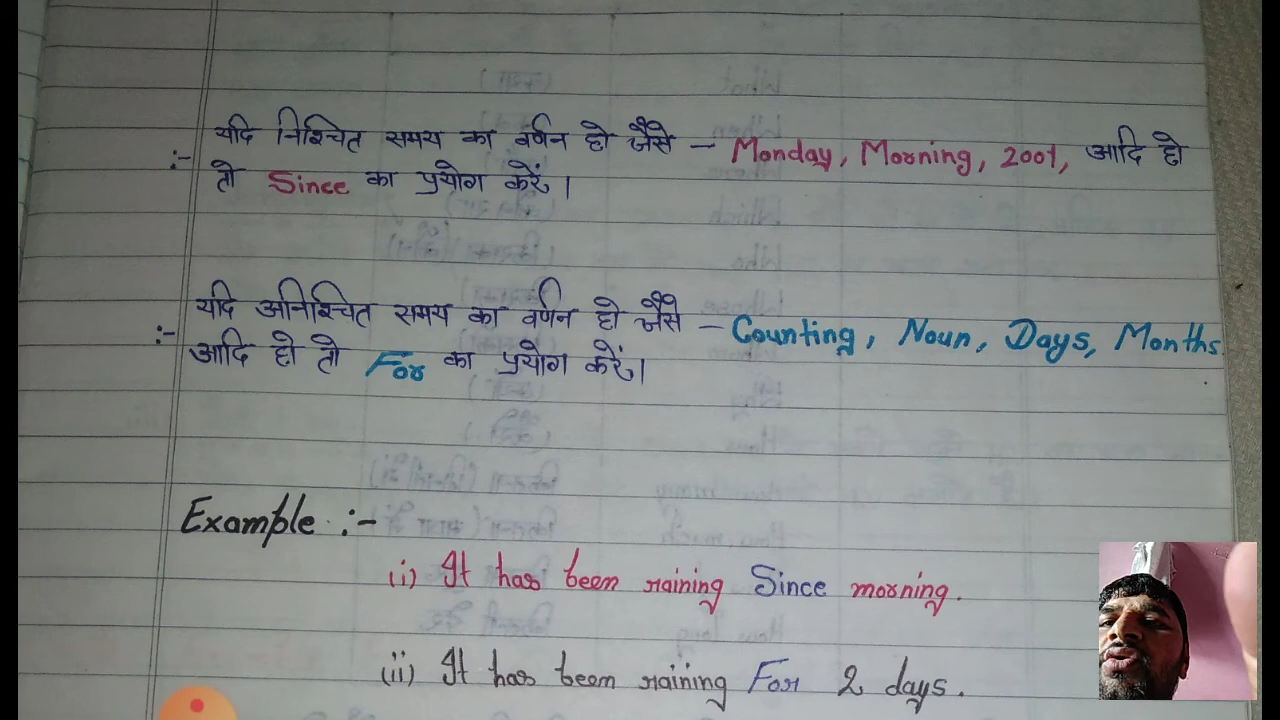 :- यदि निश्चित समय का वर्णन हो जैसे - Monday, Morning, 2001, आदि हो
तो Since का प्रयोग करें।
:- यदि अनिश्चित समय का वर्णन हो जैसे - Counting, Noun, Days, Months
आदि हो तो For का प्रयोग करें।
Example :-
(i) It has been raining Since morning.
(ii) It has been raining For 2 days.